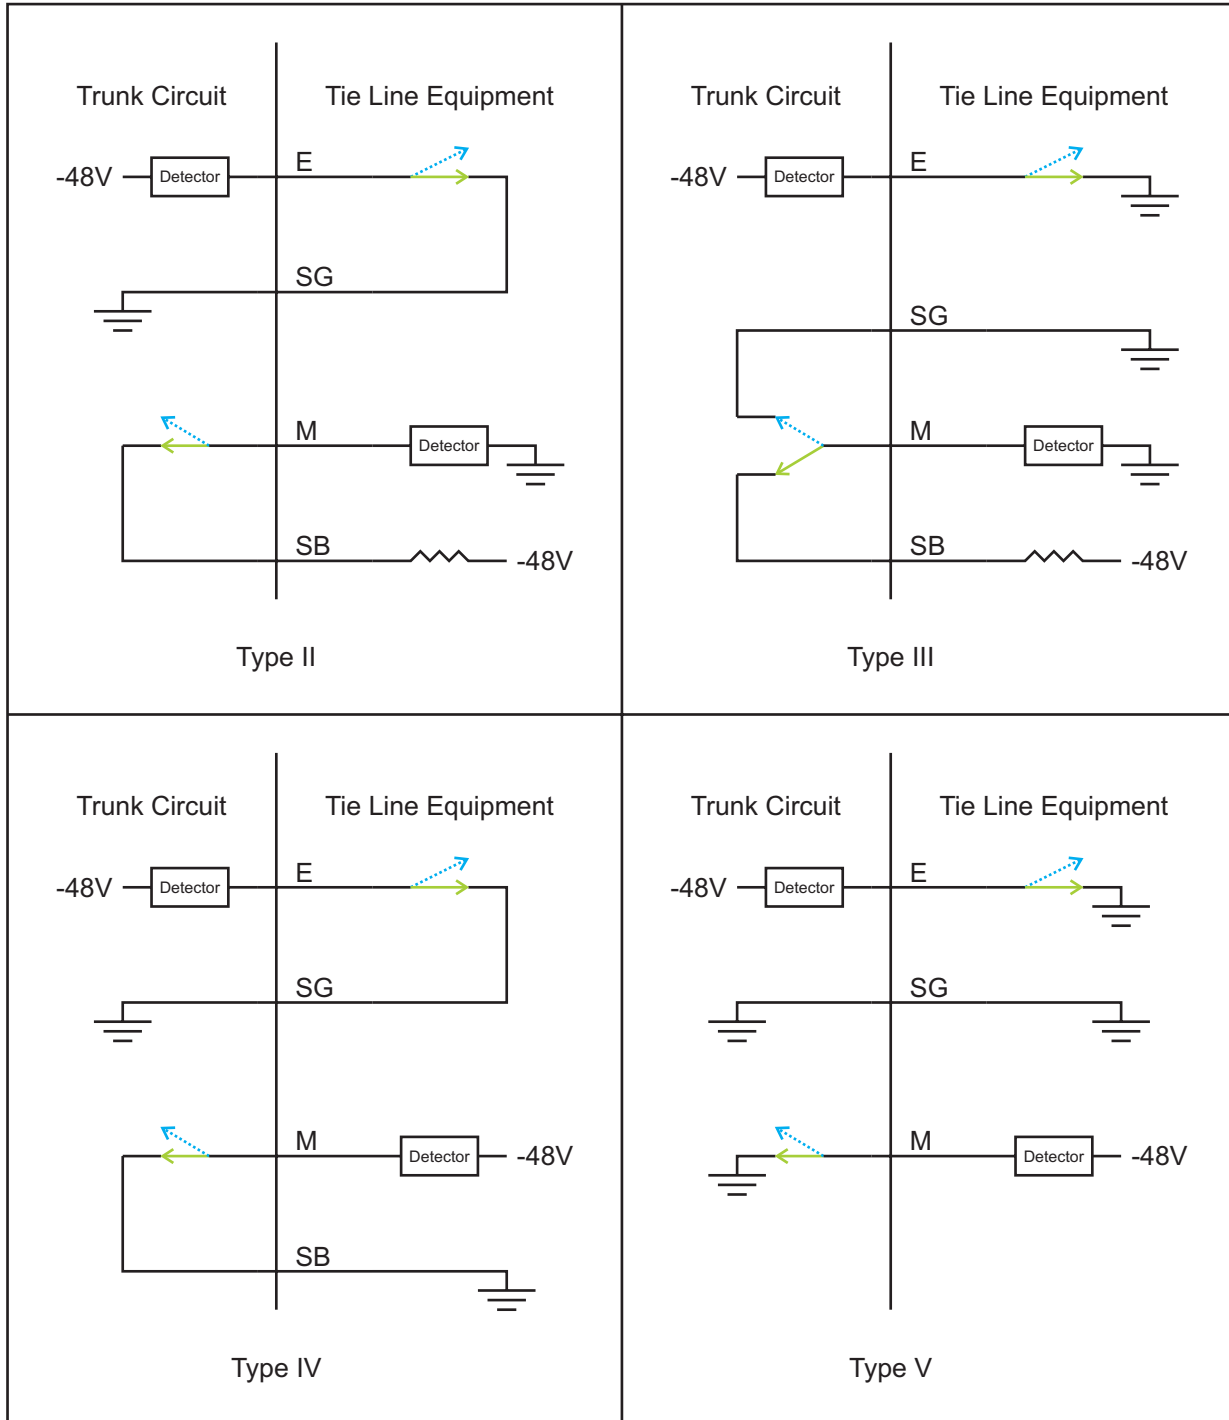 Trunk Circuit Tie Line Equipment
-48V Detector E
SG
M Detector
SB -48V
Type II
Trunk Circuit Tie Line Equipment
-48V Detector E
SG
M Detector
SB -48V
Type III
Trunk Circuit Tie Line Equipment
-48V Detector E
SG
M Detector -48V
SB
Type IV
Trunk Circuit Tie Line Equipment
-48V Detector E
SG
M Detector -48V
Type V